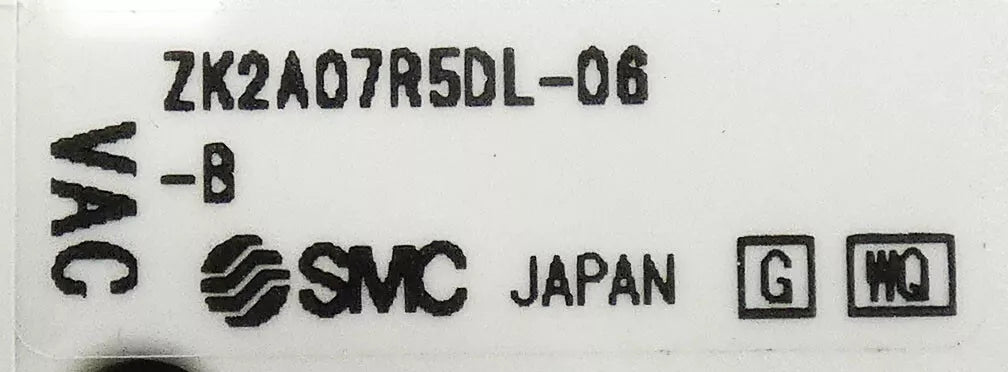 ZK2A07R5DL-06
-B
VAC
SMC JAPAN G WQ